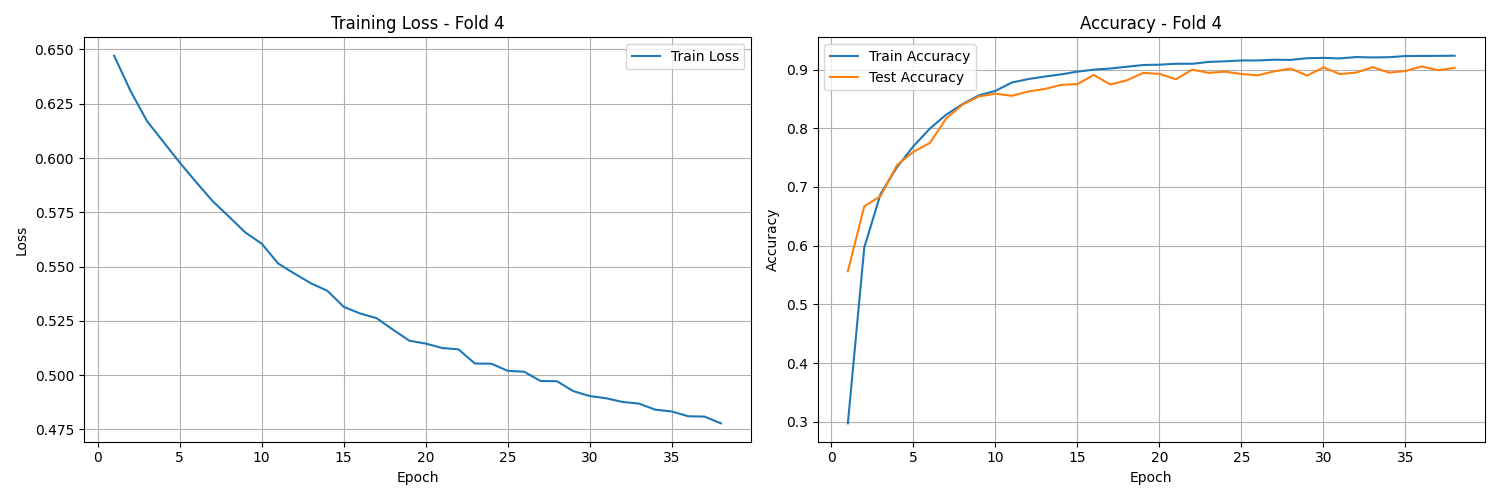 Training Loss - Fold 4
Train Loss
0.650
0.625
0.600
0.575
0.550
0.525
0.500
0.475
Loss
0 5 10 15 20 25 30 35
Epoch
Accuracy - Fold 4
Train Accuracy
Test Accuracy
0.9
0.8
0.7
0.6
0.5
0.4
0.3
Accuracy
0 5 10 15 20 25 30 35
Epoch